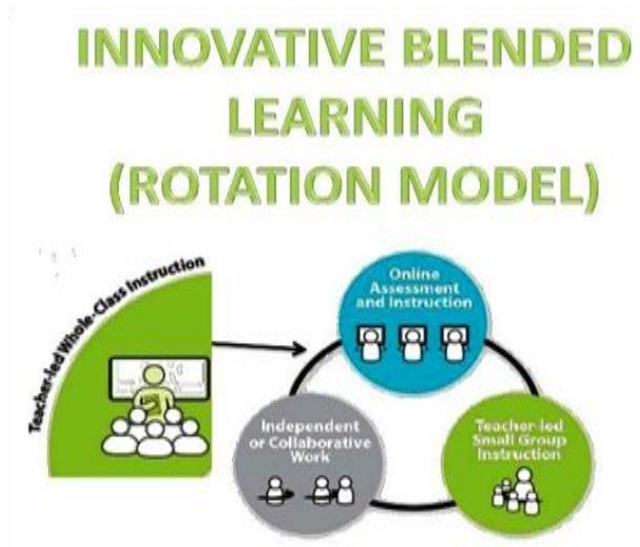 INNOVATIVE BLENDED
LEARNING
(ROTATION MODEL)
Teacher-led Whole-Class Instruction
Online
Assessment
and Instruction
Independent
or Collaborative
Work
Teacher-led
Small Group
Instruction